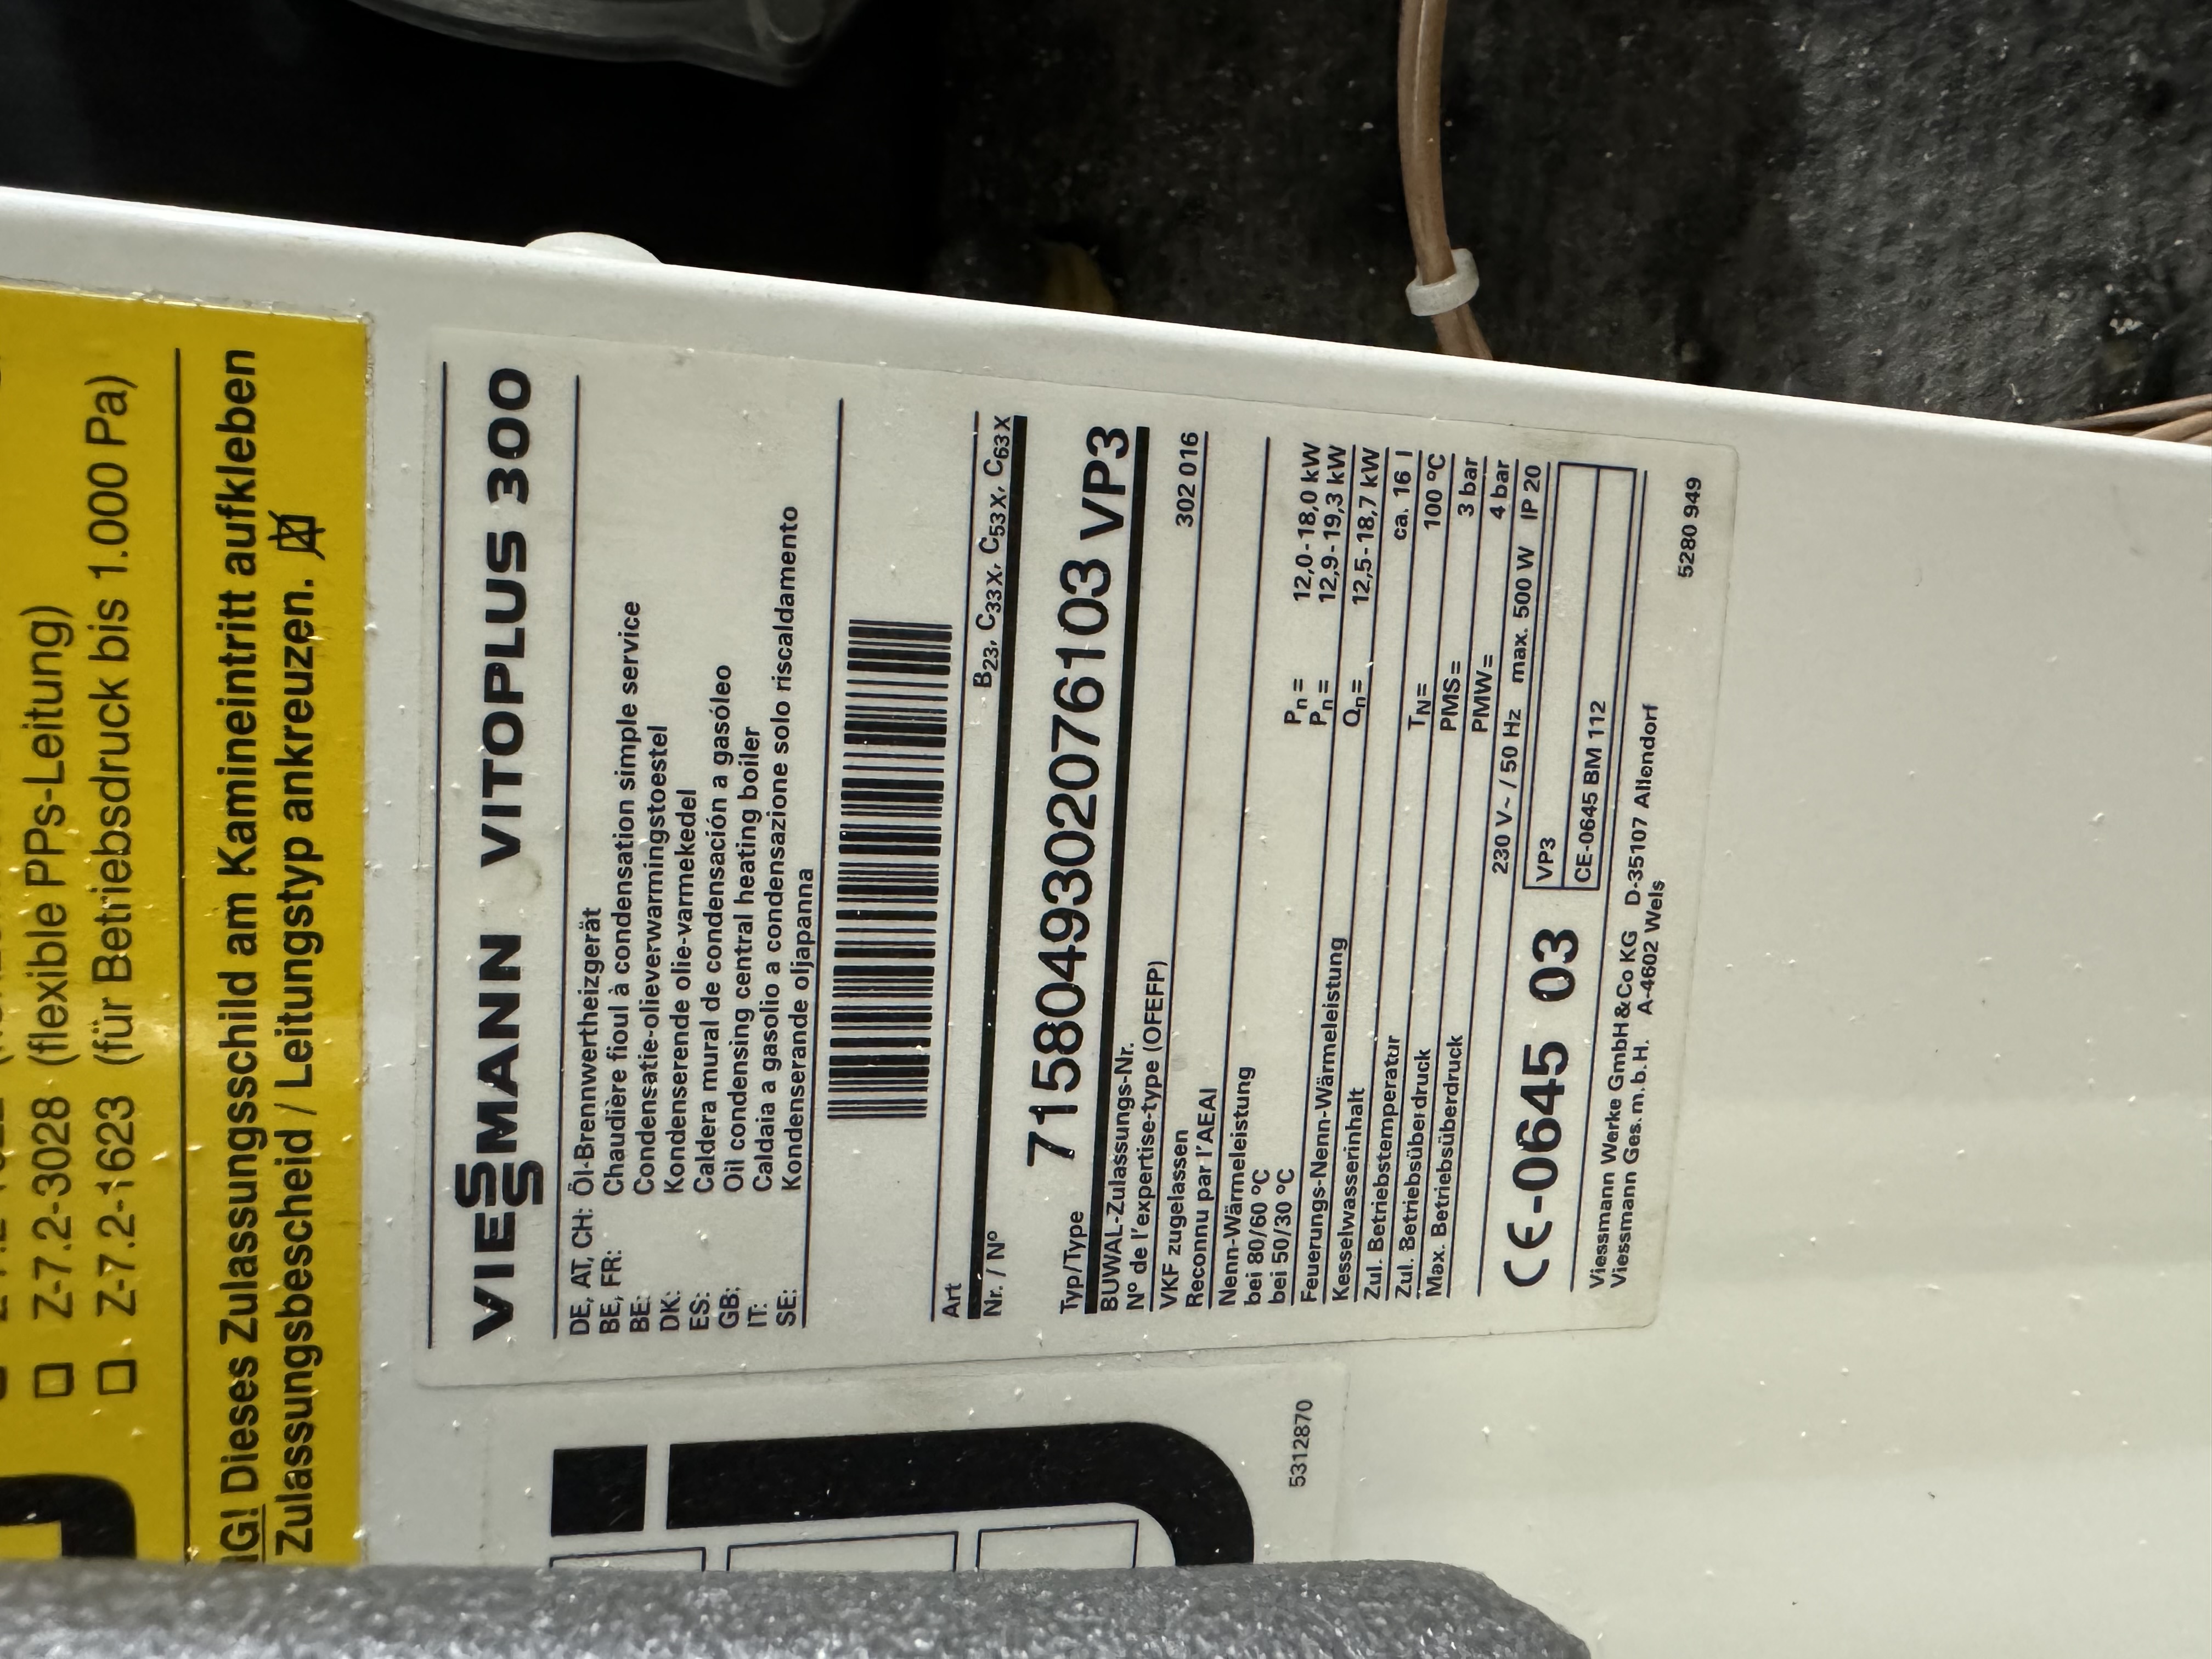 Z-7.2-3028 (flexible PPs-Leitung)
Z-7.2-1623 (für Betriebsdruck bis 1.000 Pa)
Dieses Zulassungsschild am Kamineintritt aufkleben
Zulassungsbescheid / Leitungstyp ankreuzen.
VIESSMANN VITOPLUS 300
DE, AT, CH: Öl-Brennwertheizgerät
BE, FR: Chaudière fioul à condensation simple service
BE: Condensatie-olieverwarmingstoestel
DK: Kondenserende olie-varmekedel
ES: Caldera mural de condensación a gasóleo
GB: Oil condensing central heating boiler
IT: Caldaia a gasolio a condensazione solo riscaldamento
SE: Kondenserande oljapanna
Art B23, C33X, C53X, C63X
Nr. / Nº 7158049302076103 VP3
Typ/Type
BUWAL-Zulassungs-Nr.
Nº de l'expertise-type (OFEFP) 302 016
VKF zugelassen
Reconnu par l'AEAI
Nenn-Wärmeleistung
bei 80/60 ºC Pn= 12,0-18,0 kW
bei 50/30 ºC Pn= 12,9-19,3 kW
Feuerungs-Nenn-Wärmeleistung Qn= 12,5-18,7 kW
Kesselwasserinhalt ca. 16 l
Zul. Betriebstemperatur TN= 100 ºC
Zul. Betriebsüberdruck PMS= 3 bar
Max. Betriebsüberdruck PMW= 4 bar
230 V~ / 50 Hz max. 500 W IP 20
CE-0645 03
VP3
CE-0645 BM 112
Viessmann Werke GmbH&Co KG D-35107 Allendorf
Viessmann Ges.m.b.H. A-4602 Wels
5280 949
5312870